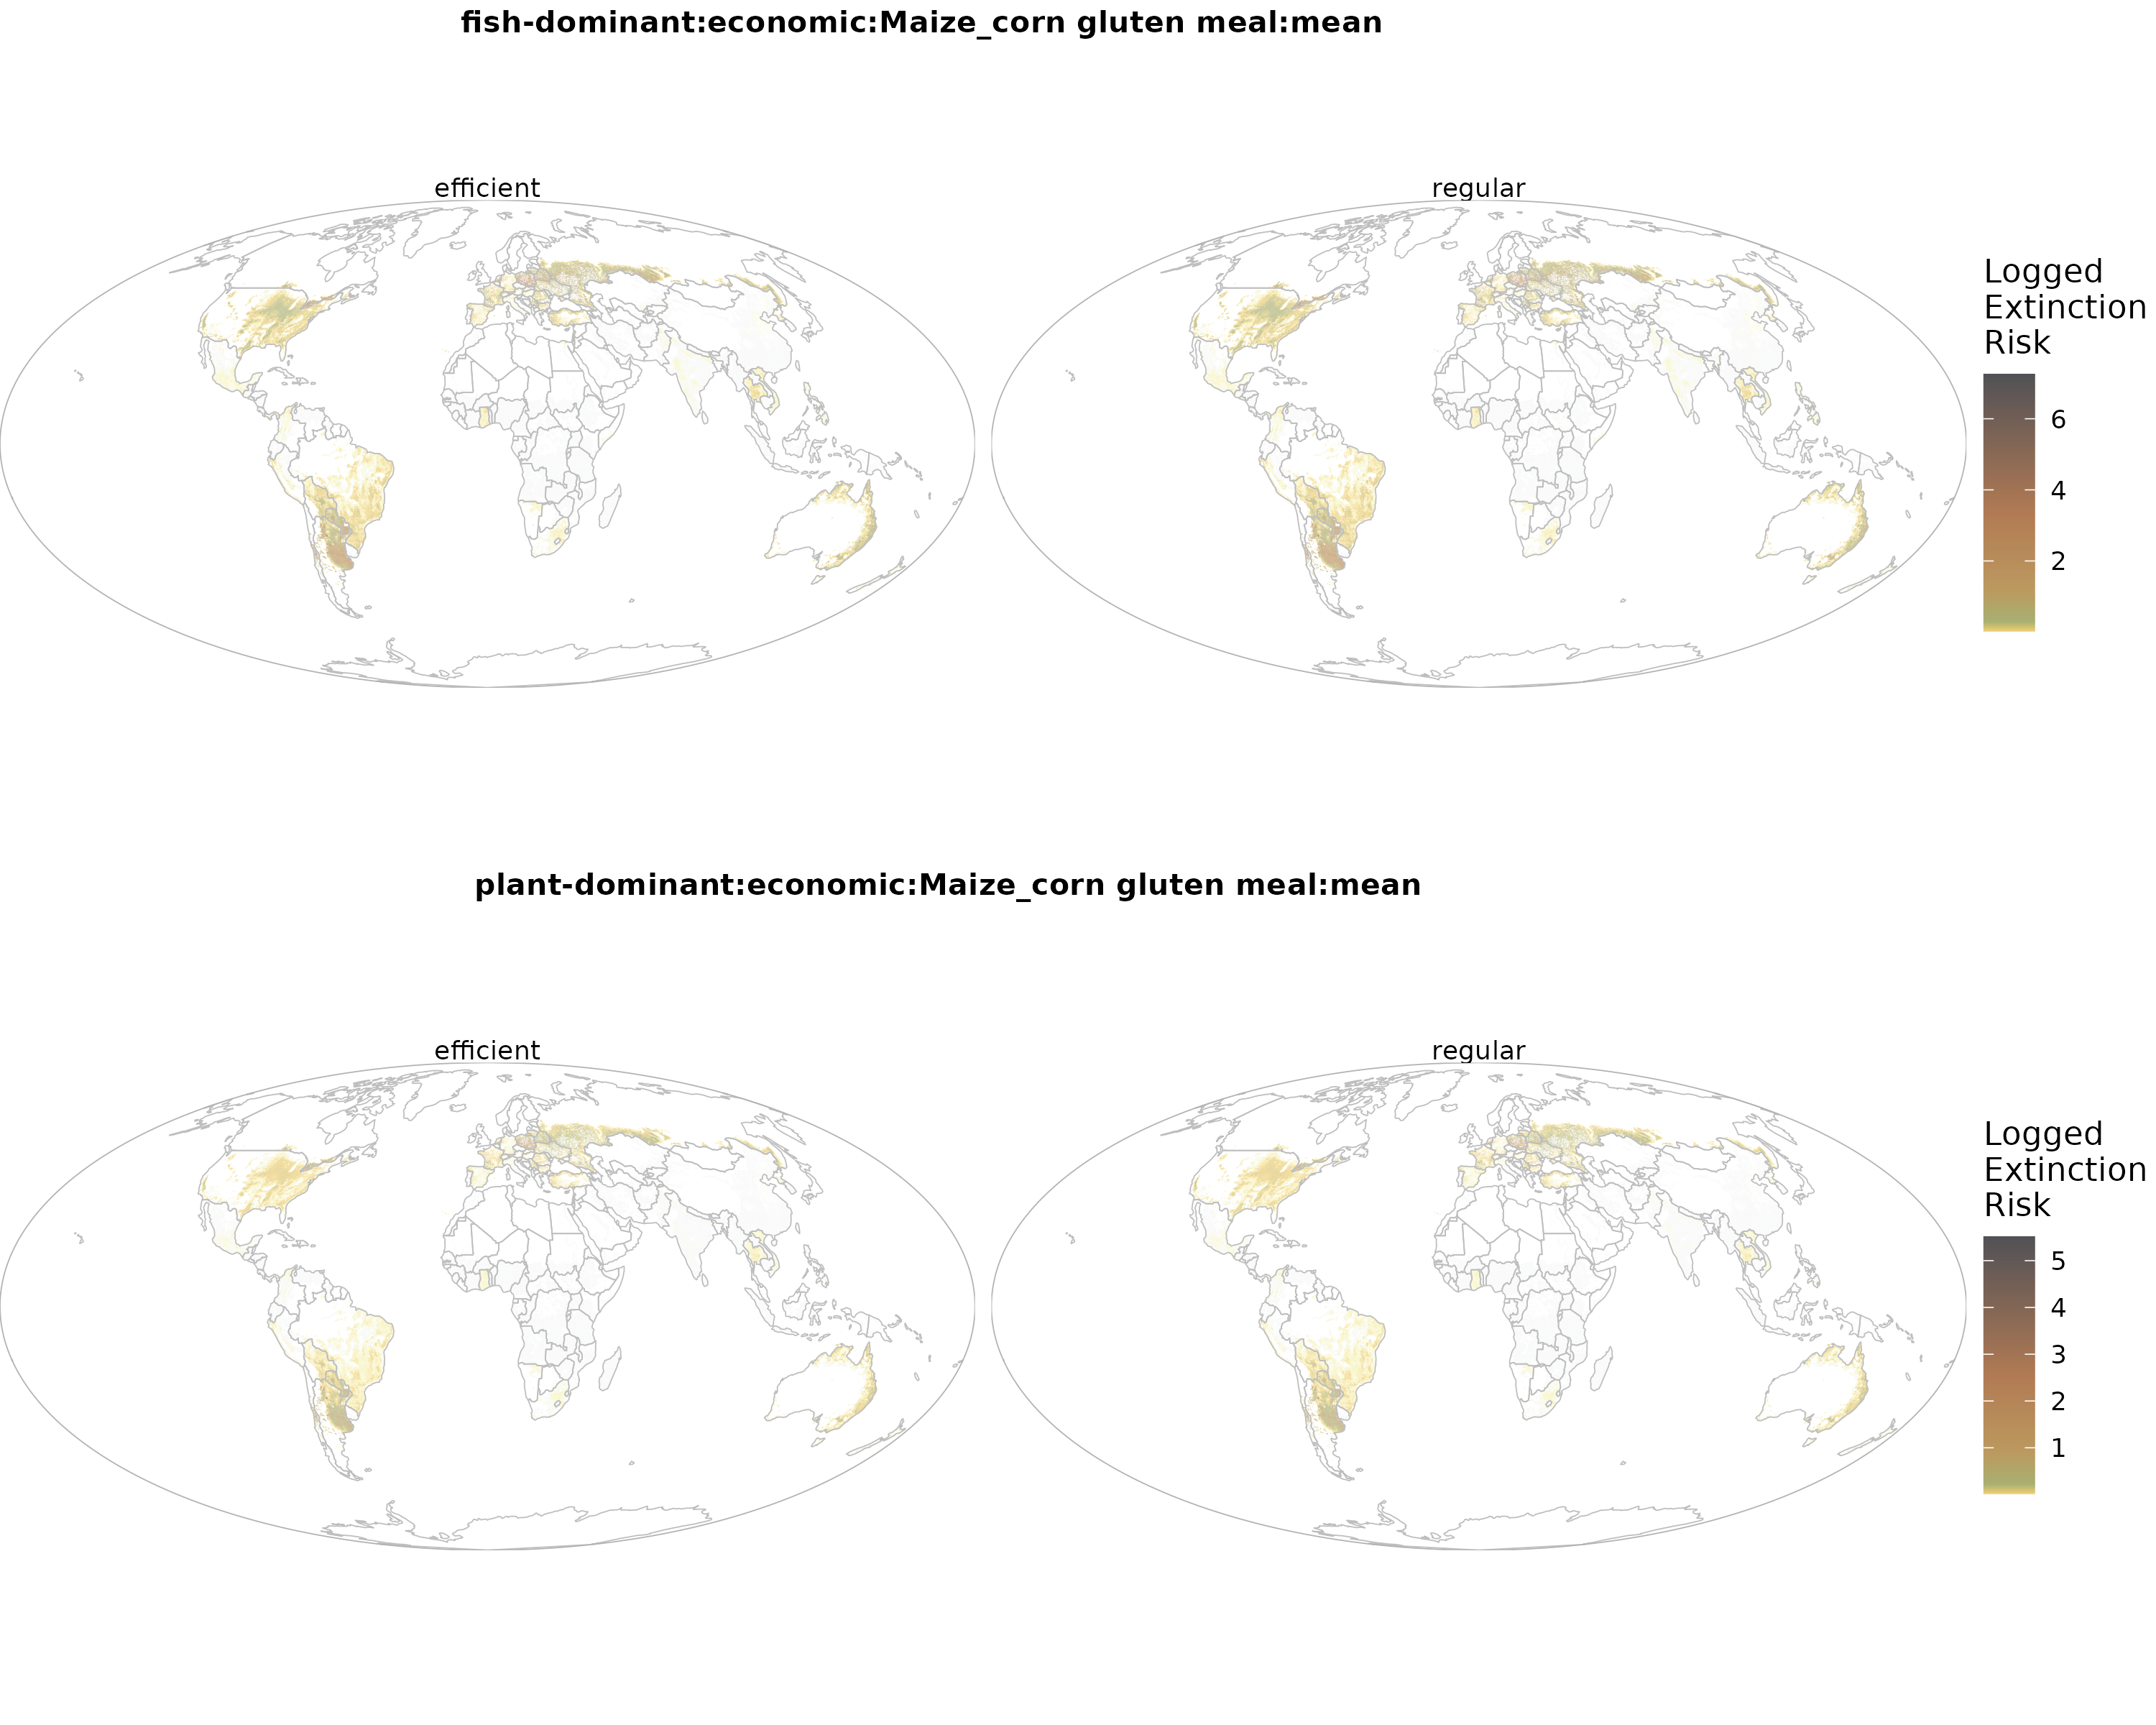 fish-dominant:economic:Maize_corn gluten meal:mean
efficient
regular
Logged
Extinction
Risk
6
4
2
plant-dominant:economic:Maize_corn gluten meal:mean
efficient
regular
Logged
Extinction
Risk
5
4
3
2
1